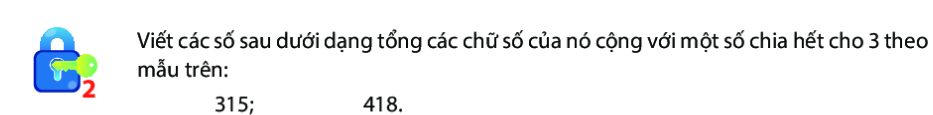 Viết các số sau dưới dạng tổng các chữ số của nó cộng với một số chia hết cho 3 theo
mẫu trên:
2
315; 418.